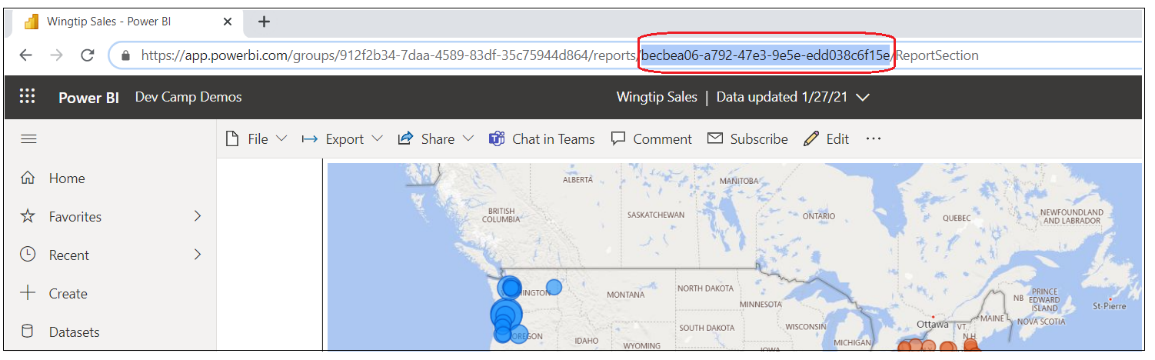 Wingtip Sales - Power BI
https://app.powerbi.com/groups/912f2b34-7daa-4589-83df-35c75944d864/reports/becbea06-a792-47e3-9e5e-edd038c6f15e/ReportSection
Power BI Dev Camp Demos Wingtip Sales | Data updated 1/27/21
File Export Share Chat in Teams Comment Subscribe Edit ...
Home
Favorites
Recent
Create
Datasets
ALBERTA MANITOBA
BRITISH
COLUMBIA
SASKATCHEWAN ONTARIO QUEBEC
NEWFOUNDLAND
AND LABRADOR
MONTANA NORTH DAKOTA
MINNESOTA
NB PRINCE
EDWARD
ISLAND
St-Pierre
SOUTH DAKOTA WISCONSIN
Ottawa VT MAINE NOVA SCOTIA
IDAHO WYOMING MICHIGAN N.H.